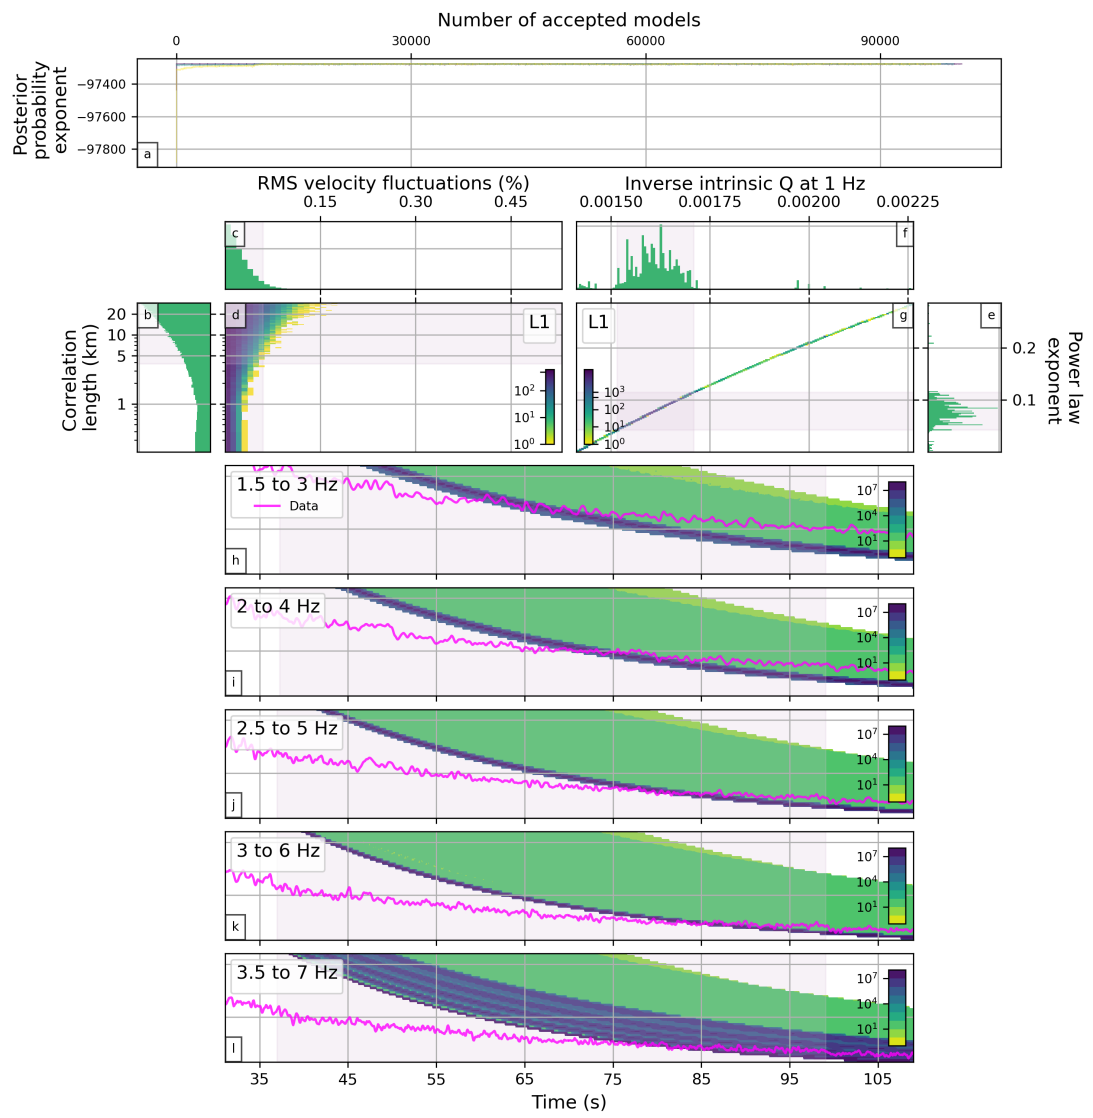 Number of accepted models
0 30000 60000 90000
Posterior
probability
exponent
−97400
−97600
−97800
a
RMS velocity fluctuations (%)
0.15 0.30 0.45
Inverse intrinsic Q at 1 Hz
0.00150 0.00175 0.00200 0.00225
c
f
b
d
L1
L1
g
e
Correlation
length (km)
20
10
5
1
10²
10¹
10⁰
10³
10²
10¹
10⁰
0.2
0.1
Power law
exponent
1.5 to 3 Hz
Data
h
10⁷
10⁴
10¹
2 to 4 Hz
i
10⁷
10⁴
10¹
2.5 to 5 Hz
j
10⁷
10⁴
10¹
3 to 6 Hz
k
10⁷
10⁴
10¹
3.5 to 7 Hz
l
10⁷
10⁴
10¹
35 45 55 65 75 85 95 105
Time (s)